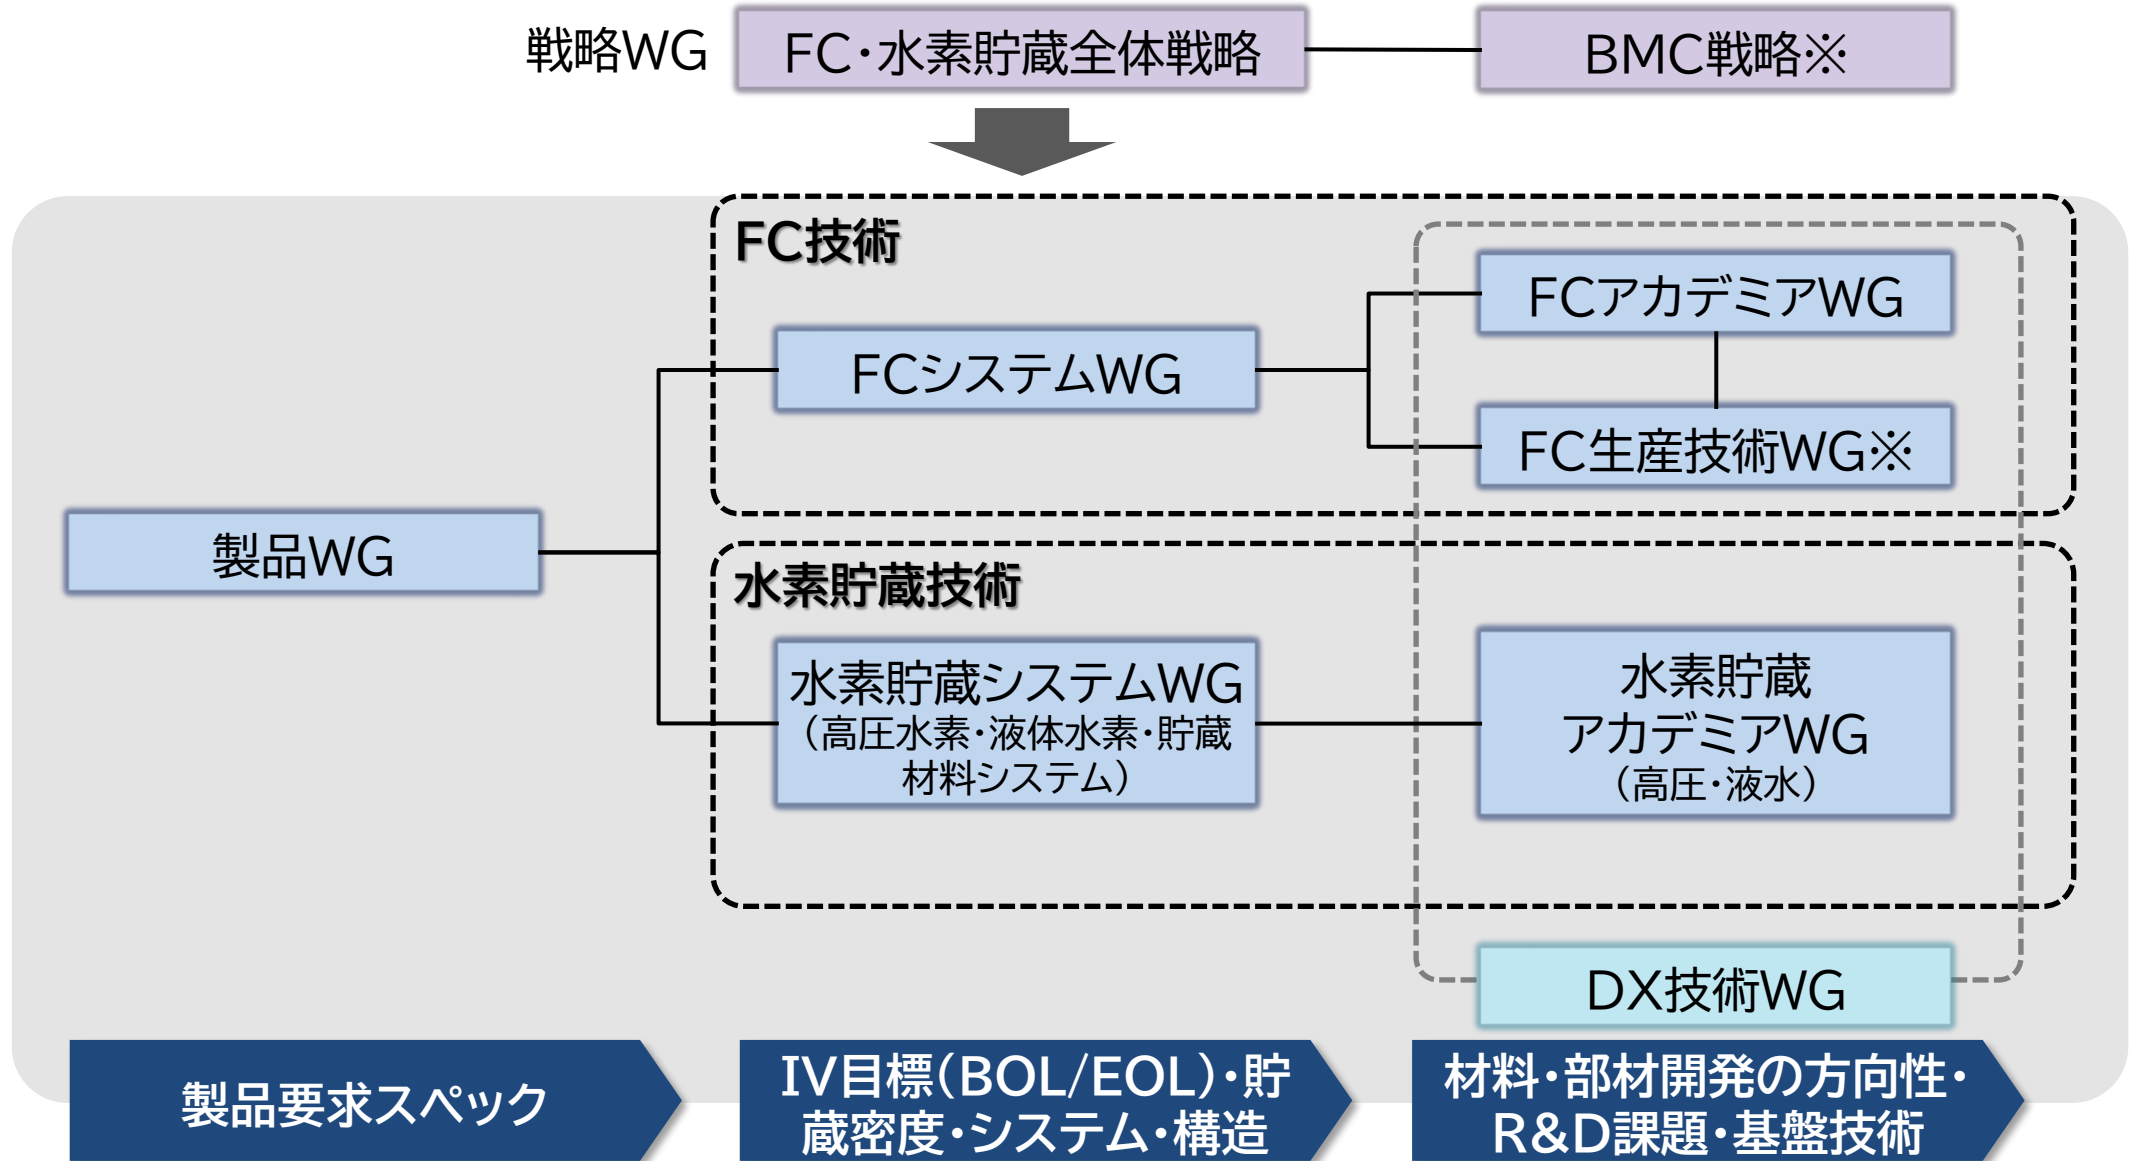 戦略WG
FC・水素貯蔵全体戦略
BMC戦略※
FC技術
FCアカデミアWG
FCシステムWG
FC生産技術WG※
製品WG
水素貯蔵技術
水素貯蔵システムWG
（高圧水素・液体水素・貯蔵
材料システム）
水素貯蔵
アカデミアWG
（高圧・液水）
DX技術WG
製品要求スペック
IV目標（BOL/EOL）・貯
蔵密度・システム・構造
材料・部材開発の方向性・
R&D課題・基盤技術